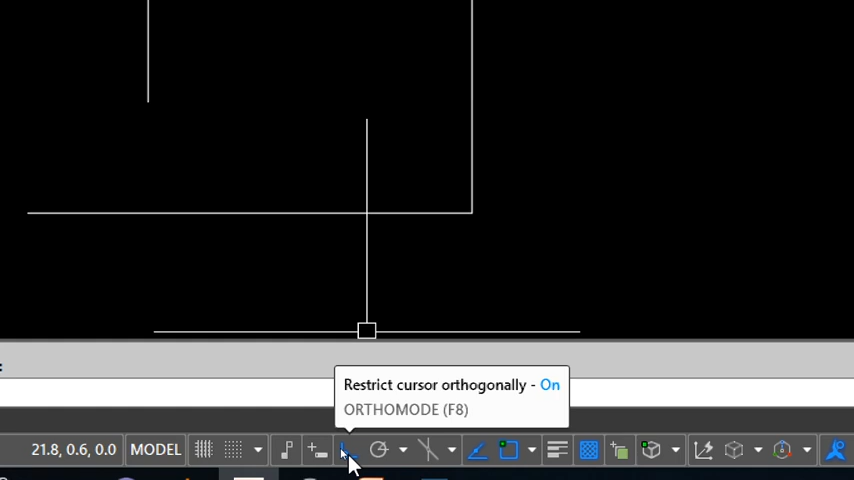 :
Restrict cursor orthogonally - On
ORTHOMODE (F8)
21.8, 0.6, 0.0 MODEL